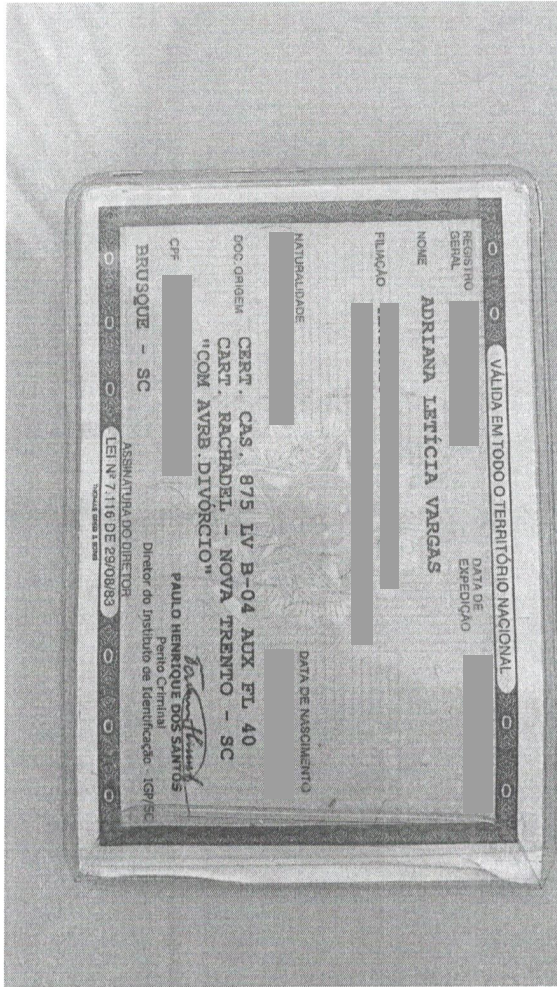 VÁLIDA EM TODO O TERRITÓRIO NACIONAL
REGISTRO GERAL
DATA DE EXPEDIÇÃO
NOME ADRIANA LETÍCIA VARGAS
FILIAÇÃO
NATURALIDADE
DATA DE NASCIMENTO
DOC. ORIGEM CERT. CAS. 875 LV B-04 AUX FL 40
CART. RACHADEL - NOVA TRENTO - SC
"COM AVRB.DIVÓRCIO"
CPF
PAULO HENRIQUE DOS SANTOS
Perito Criminal
BRUSQUE - SC
Diretor do Instituto de Identificação - IGP/SC
ASSINATURA DO DIRETOR
LEI Nº 7.116 DE 29/08/83